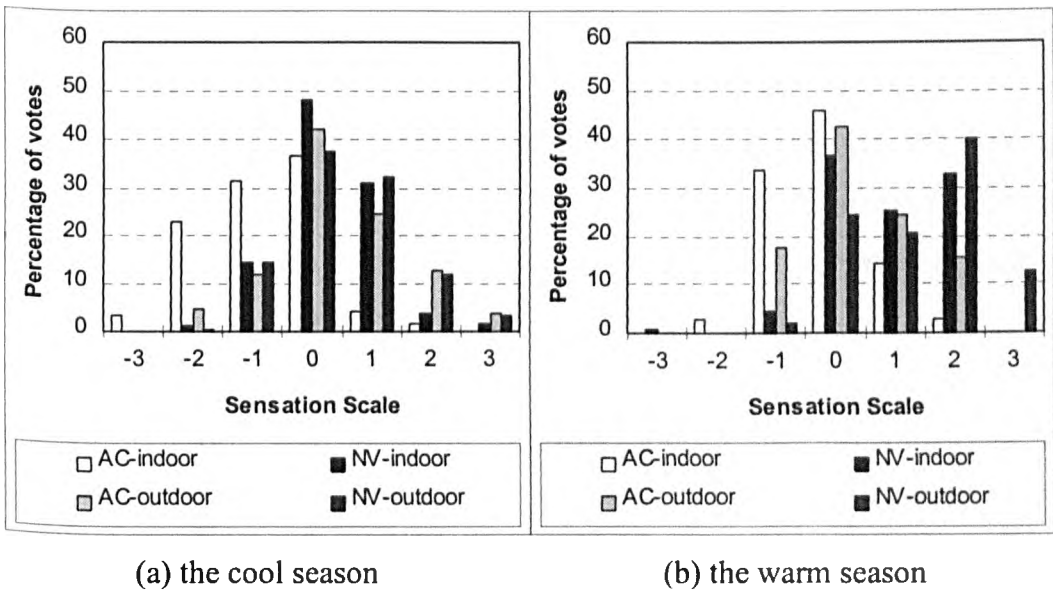 60
50
40
30
20
10
0
Percentage of votes
-3 -2 -1 0 1 2 3
Sensation Scale
AC-indoor NV-indoor
AC-outdoor NV-outdoor
(a) the cool season
60
50
40
30
20
10
0
Percentage of votes
-3 -2 -1 0 1 2 3
Sensation Scale
AC-indoor NV-indoor
AC-outdoor NV-outdoor
(b) the warm season